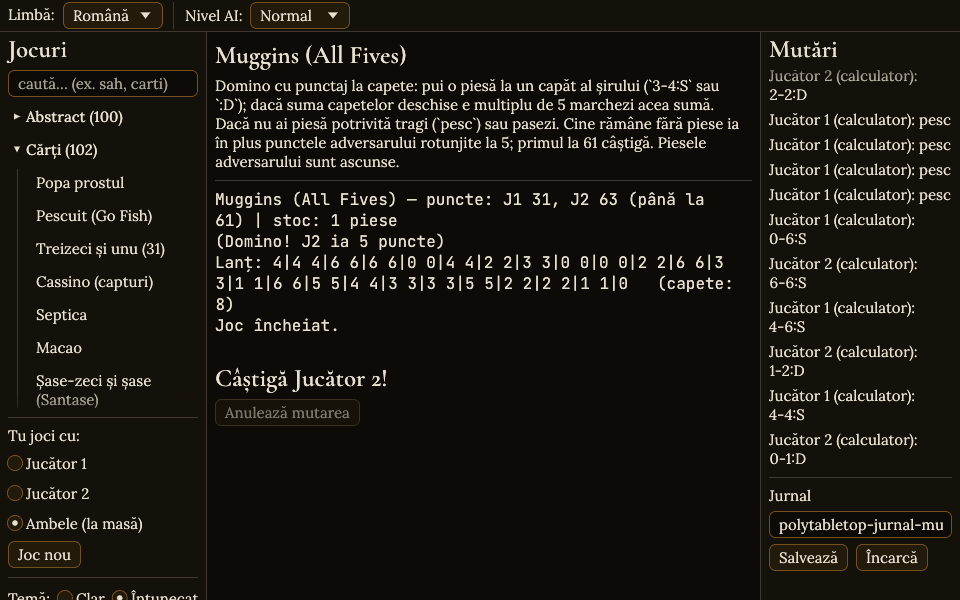 Limbă: Română ▼ Nivel AI: Normal ▼
Jocuri
caută... (ex. sah, carti)
▸ Abstract (100)
▾ Cărți (102)
Popa prostul
Pescuit (Go Fish)
Treizeci și unu (31)
Cassino (capturi)
Septica
Macao
Șase-zeci și șase
(Santase)
Tu joci cu:
Jucător 1
Jucător 2
Ambele (la masă)
Joc nou
Temă: Clar Întunecat
Muggins (All Fives)
Domino cu punctaj la capete: pui o piesă la un capăt al șirului (`3-4:S` sau
`:D`); dacă suma capetelor deschise e multiplu de 5 marchezi acea sumă.
Dacă nu ai piesă potrivită tragi (`pesc`) sau pasezi. Cine rămâne fără piese ia
în plus punctele adversarului rotunjite la 5; primul la 61 câștigă. Piesele
adversarului sunt ascunse.
Muggins (All Fives) — puncte: J1 31, J2 63 (până la
61) | stoc: 1 piese
(Domino! J2 ia 5 puncte)
Lanț: 4|4 4|6 6|6 6|0 0|4 4|2 2|3 3|0 0|0 0|2 2|6 6|3
3|1 1|6 6|5 5|4 4|3 3|3 3|5 5|2 2|2 2|1 1|0 (capete:
8)
Joc încheiat.
Câștigă Jucător 2!
Anulează mutarea
Mutări
Jucător 2 (calculator):
2-2:D
Jucător 1 (calculator): pesc
Jucător 1 (calculator): pesc
Jucător 1 (calculator): pesc
Jucător 1 (calculator): pesc
Jucător 1 (calculator):
0-6:S
Jucător 2 (calculator):
6-6:S
Jucător 1 (calculator):
4-6:S
Jucător 2 (calculator):
1-2:D
Jucător 1 (calculator):
4-4:S
Jucător 2 (calculator):
0-1:D
Jurnal
polytabletop-jurnal-mu
Salvează Încarcă